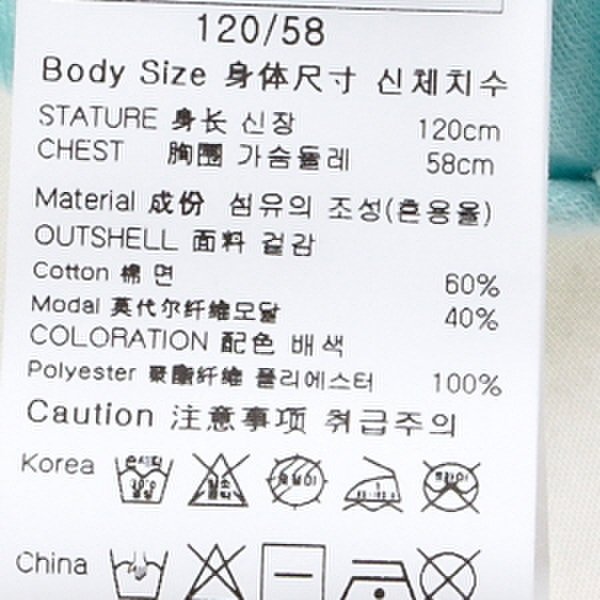 120/58
Body Size 身体尺寸 신체치수
STATURE 身长 신장 120cm
CHEST 胸圈 가슴둘레 58cm
Material 成份 섬유의 조성(혼용율)
OUTSHELL 面料 겉감
Cotton 棉 면 60%
Modal 莫代尔纤维모달 40%
COLORATION 配色 배색
Polyester 聚酯纤维 폴리에스터 100%
Caution 注意事项 취급주의
Korea
China